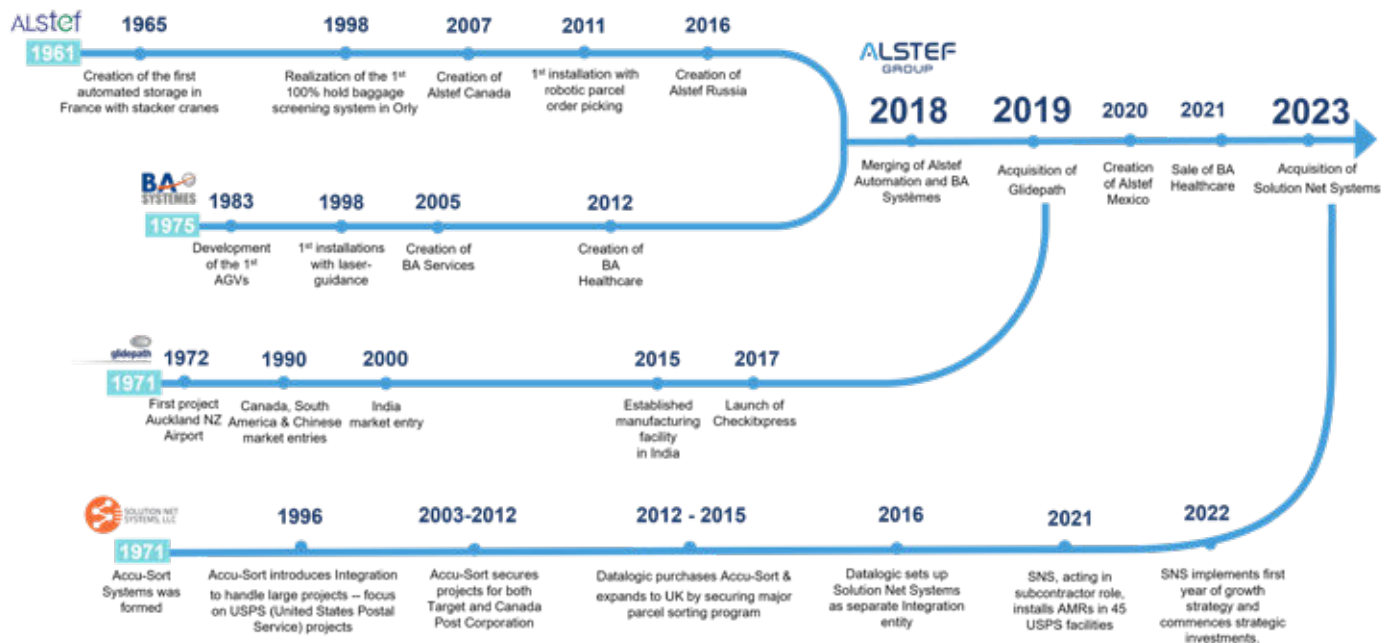 ALSTEF
1961
1965
Creation of the first
automated storage in
France with stacker cranes
1998
Realization of the 1st
100% hold baggage
screening system in Orly
2007
Creation of
Alstef Canada
2011
1st installation with
robotic parcel
order picking
2016
Creation of
Alstef Russia
BA
SYSTEMES
1975
1983
Development
of the 1st
AGVs
1998
1st installations
with laser-
guidance
2005
Creation of
BA Services
2012
Creation of
BA
Healthcare
ALSTEF
GROUP
2018
Merging of Alstef
Automation and BA
Systèmes
2019
Acquisition of
Glidepath
2020
Creation
of Alstef
Mexico
2021
Sale of BA
Healthcare
2023
Acquisition of
Solution Net Systems
glidepath
1971
1972
First project
Auckland NZ
Airport
1990
Canada, South
America & Chinese
market entries
2000
India
market entry
2015
Established
manufacturing
facility
in India
2017
Launch of
Checkitxpress
SOLUTION NET
SYSTEMS, LLC
1971
Accu-Sort
Systems was
formed
1996
Accu-Sort introduces Integration
to handle large projects -- focus
on USPS (United States Postal
Service) projects
2003-2012
Accu-Sort secures
projects for both
Target and Canada
Post Corporation
2012 - 2015
Datalogic purchases Accu-Sort &
expands to UK by securing major
parcel sorting program
2016
Datalogic sets up
Solution Net Systems
as separate Integration
entity
2021
SNS, acting in
subcontractor role,
installs AMRs in 45
USPS facilities
2022
SNS implements first
year of growth
strategy and
commences strategic
investments.